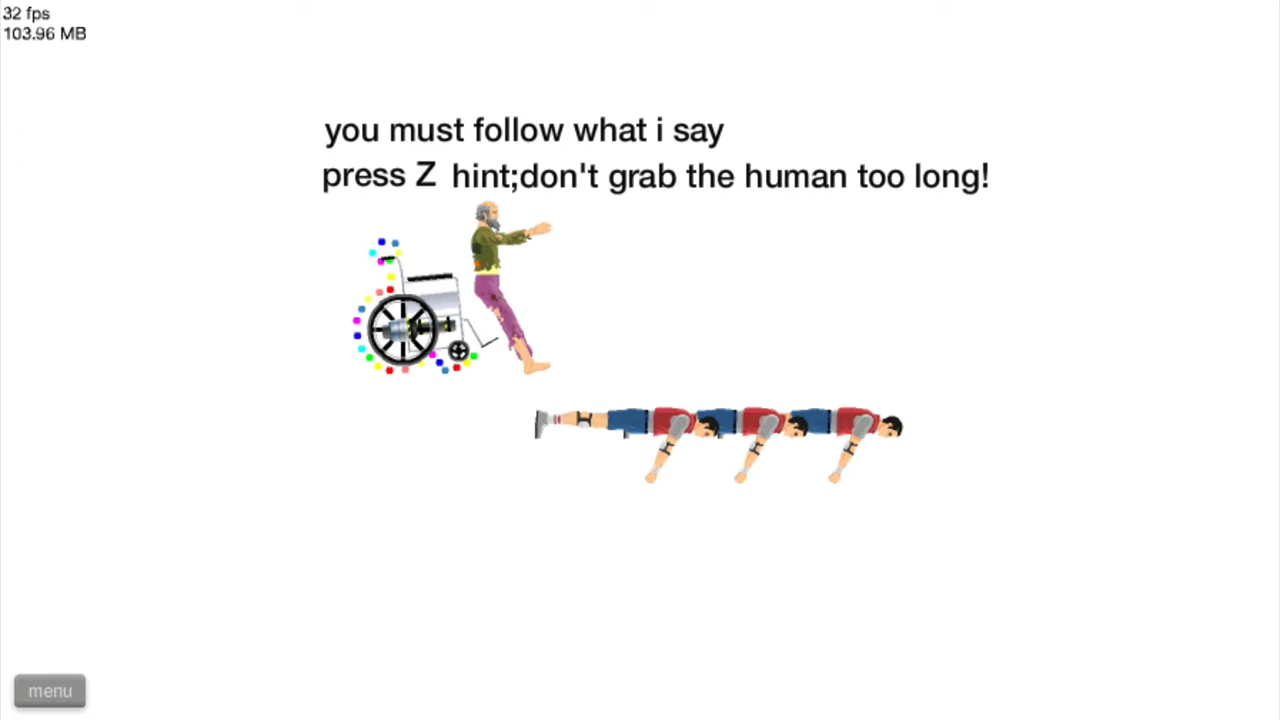 32 fps
103.96 MB
you must follow what i say
press Z hint;don't grab the human too long!
menu